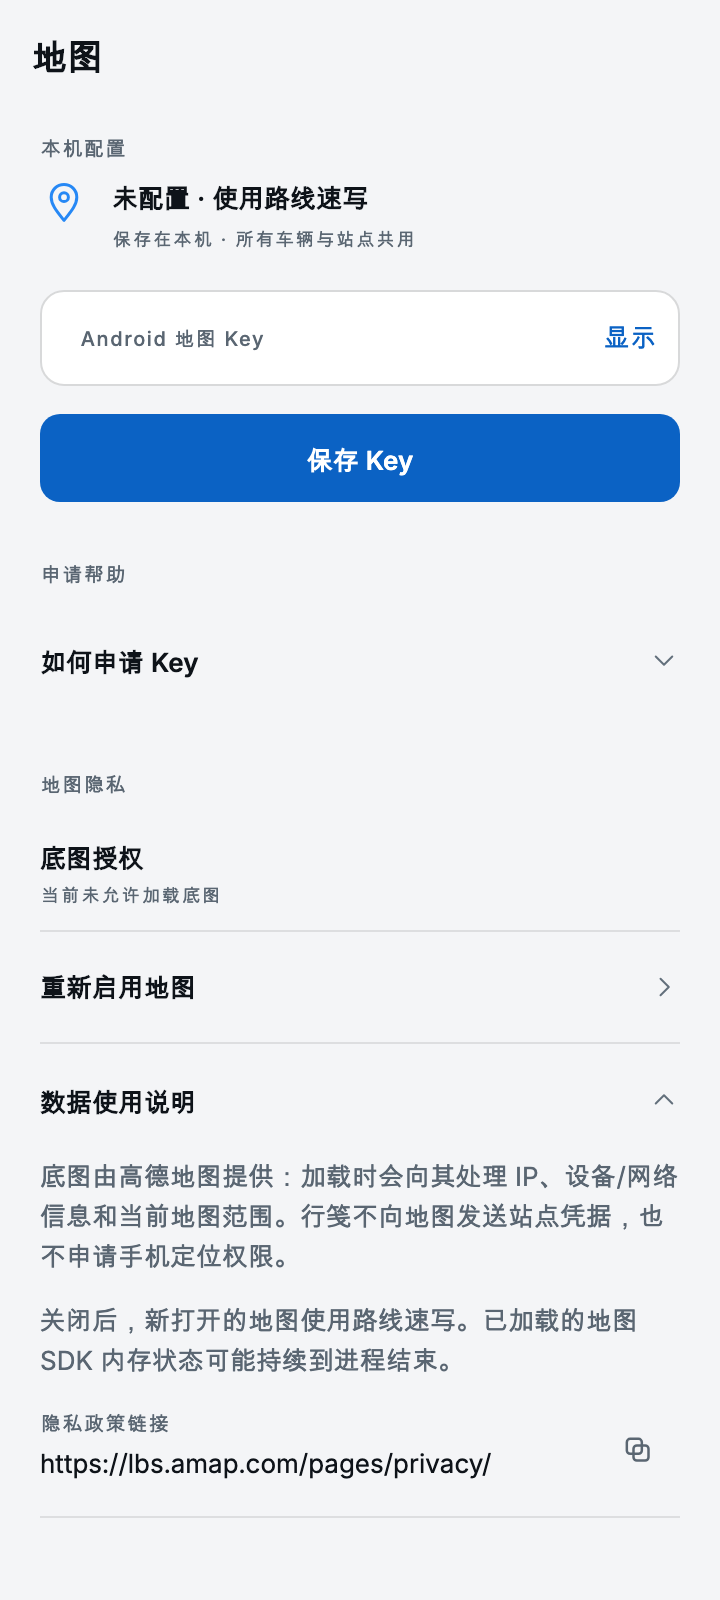 地图
本机配置
未配置 · 使用路线速写
保存在本机 · 所有车辆与站点共用
Android 地图 Key
显示
保存 Key
申请帮助
如何申请 Key
地图隐私
底图授权
当前未允许加载底图
重新启用地图
数据使用说明
底图由高德地图提供：加载时会向其处理 IP、设备/网络
信息和当前地图范围。行笺不向地图发送站点凭据，也
不申请手机定位权限。
关闭后，新打开的地图使用路线速写。已加载的地图
SDK 内存状态可能持续到进程结束。
隐私政策链接
https://lbs.amap.com/pages/privacy/